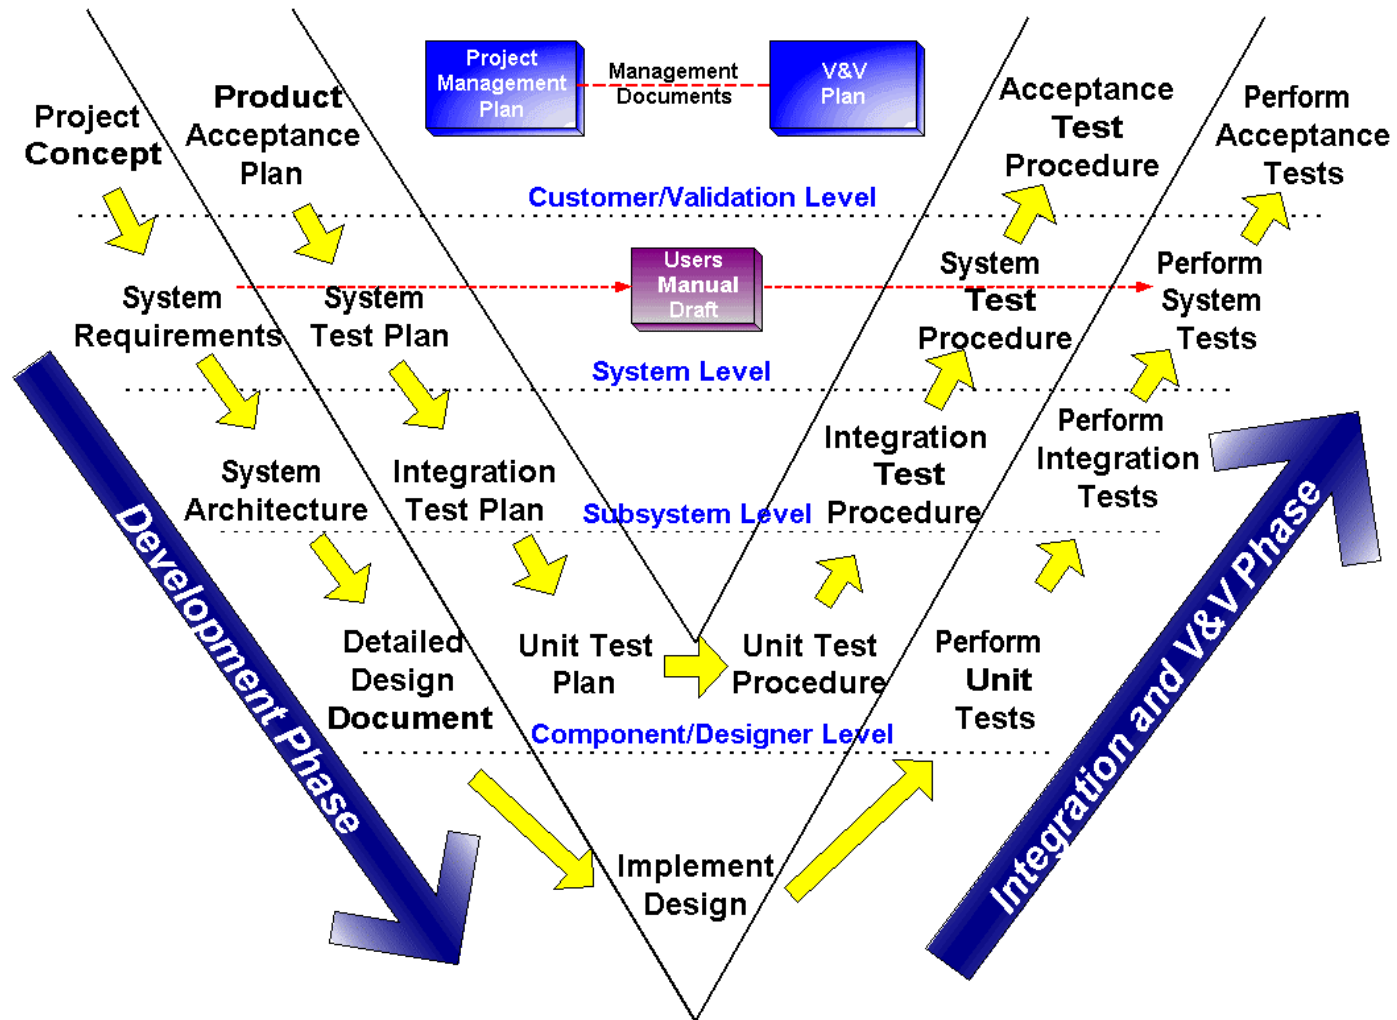 Project
Management
Plan
Management
Documents
V&V
Plan
Project
Concept
Product
Acceptance
Plan
Acceptance
Test
Procedure
Perform
Acceptance
Tests
Customer/Validation Level
System
Requirements
System
Test Plan
Users
Manual
Draft
System
Test
Procedure
Perform
System
Tests
System Level
System
Architecture
Integration
Test Plan
Integration
Test
Procedure
Perform
Integration
Tests
Subsystem Level
Detailed
Design
Document
Unit Test
Plan
Unit Test
Procedure
Perform
Unit
Tests
Component/Designer Level
Implement
Design
Development Phase
Integration and V&V Phase